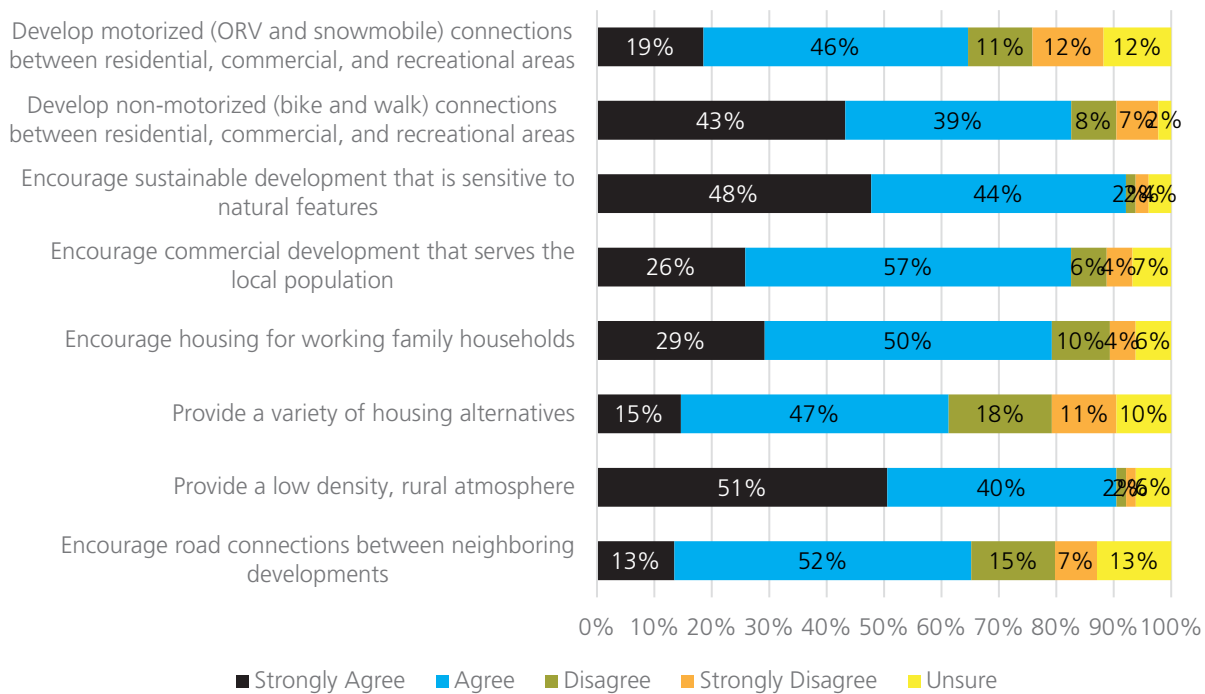 Develop motorized (ORV and snowmobile) connections
between residential, commercial, and recreational areas
19% 46% 11% 12% 12%
Develop non-motorized (bike and walk) connections
between residential, commercial, and recreational areas
43% 39% 8% 7% 2%
Encourage sustainable development that is sensitive to
natural features
48% 44% 2% 2% 4%
Encourage commercial development that serves the
local population
26% 57% 6% 4% 7%
Encourage housing for working family households
29% 50% 10% 4% 6%
Provide a variety of housing alternatives
15% 47% 18% 11% 10%
Provide a low density, rural atmosphere
51% 40% 2% 2% 6%
Encourage road connections between neighboring
developments
13% 52% 15% 7% 13%
0% 10% 20% 30% 40% 50% 60% 70% 80% 90% 100%
Strongly Agree Agree Disagree Strongly Disagree Unsure